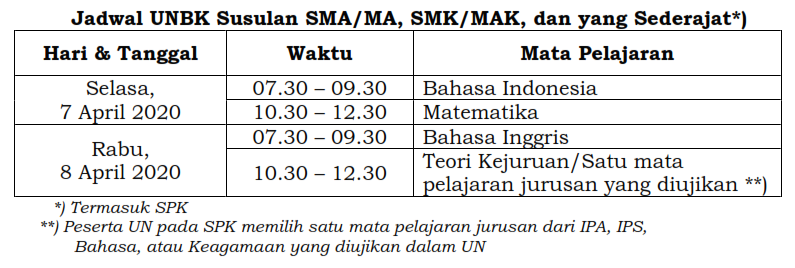 Jadwal UNBK Susulan SMA/MA, SMK/MAK, dan yang Sederajat*)
Hari & Tanggal Waktu Mata Pelajaran
Selasa,
7 April 2020
07.30 – 09.30 Bahasa Indonesia
10.30 – 12.30 Matematika
Rabu,
8 April 2020
07.30 – 09.30 Bahasa Inggris
10.30 – 12.30 Teori Kejuruan/Satu mata
pelajaran jurusan yang diujikan **)
*) Termasuk SPK
**) Peserta UN pada SPK memilih satu mata pelajaran jurusan dari IPA, IPS,
Bahasa, atau Keagamaan yang diujikan dalam UN